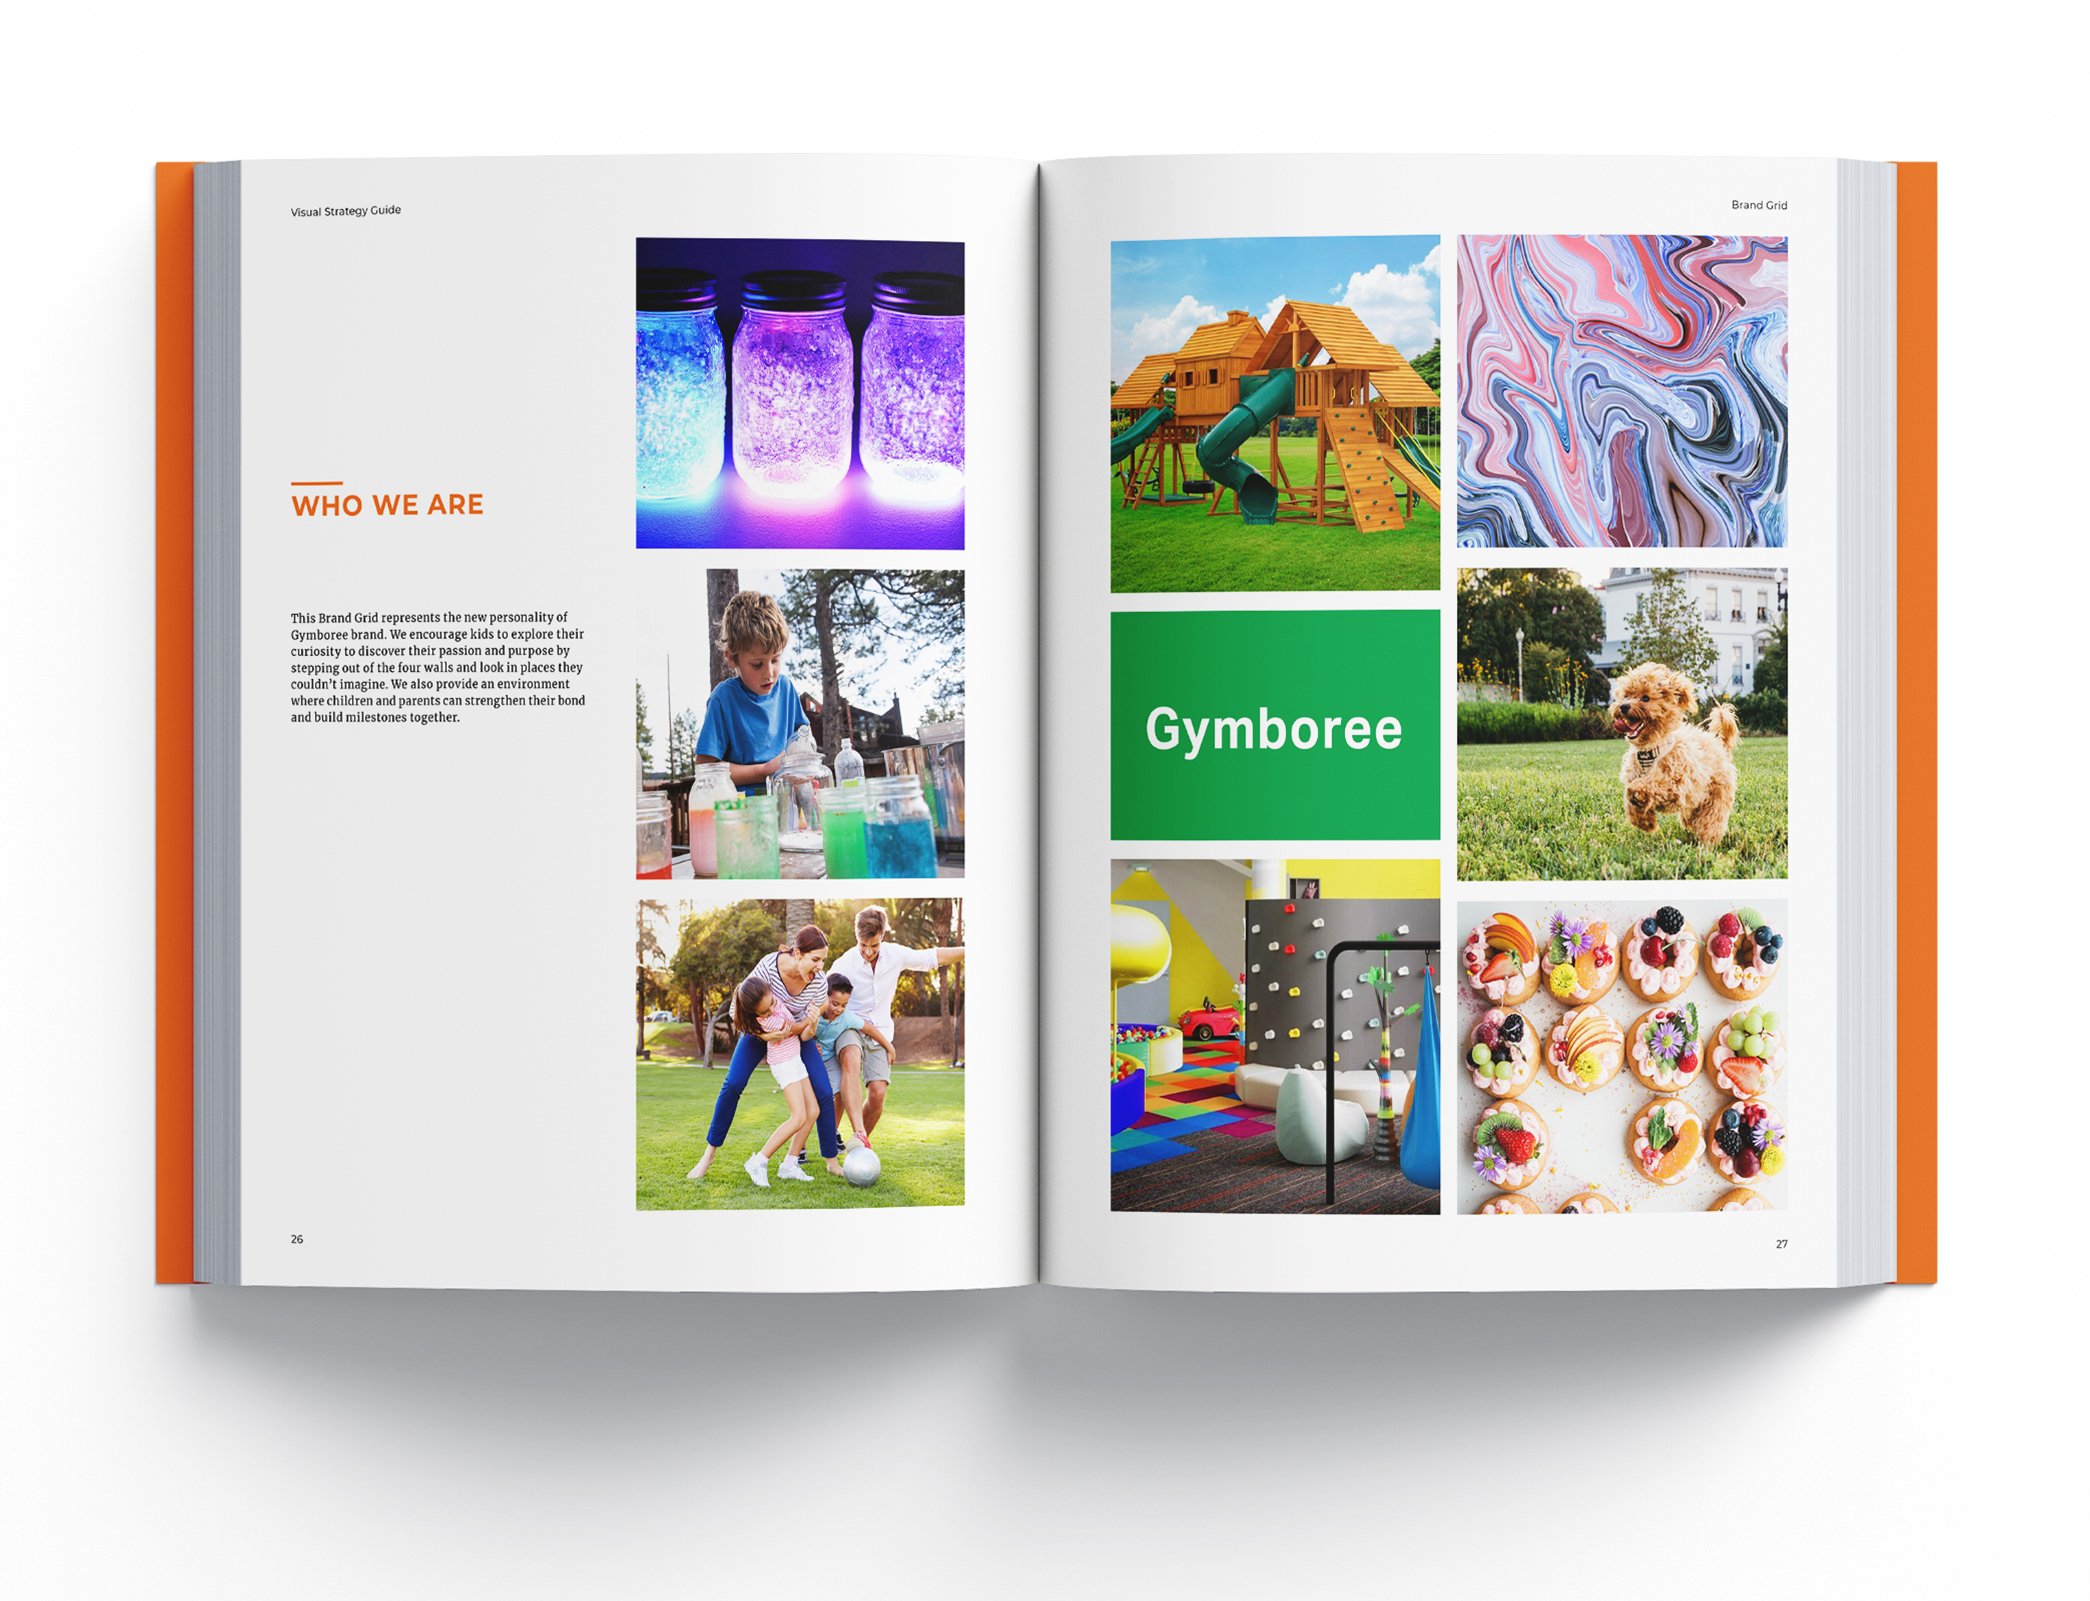 Visual Strategy Guide
WHO WE ARE
This Brand Grid represents the new personality of
Gymboree brand. We encourage kids to explore their
curiosity to discover their passion and purpose by
stepping out of the four walls and look in places they
couldn't imagine. We also provide an environment
where children and parents can strengthen their bond
and build milestones together.
26
Brand Grid
Gymboree
27